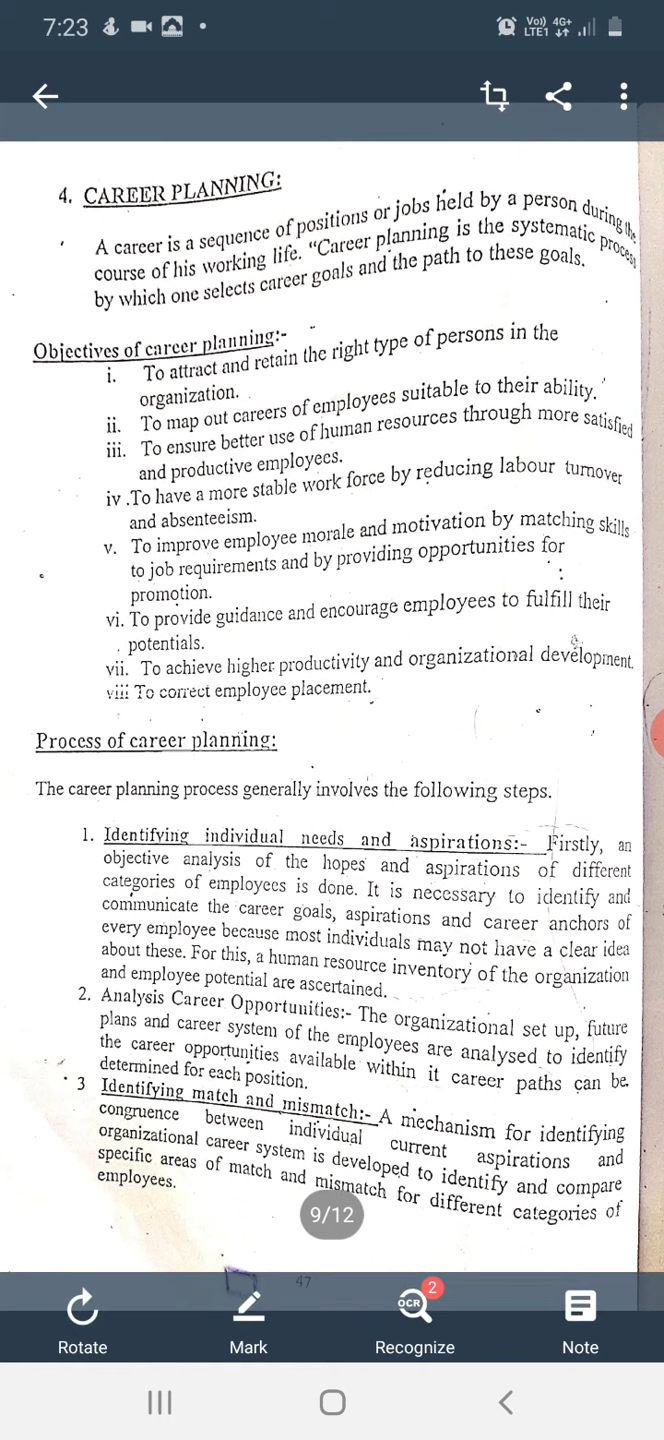 7:23
Vo)) 4G+
LTE1
4. CAREER PLANNING:
A career is a sequence of positions or jobs held by a person during the
course of his working life. “Career planning is the systematic process
by which one selects career goals and the path to these goals.
Objectives of career planning:-
i. To attract and retain the right type of persons in the
organization.
ii. To map out careers of employees suitable to their ability.
iii. To ensure better use of human resources through more satisfied
and productive employees.
iv .To have a more stable work force by reducing labour turnover
and absenteeism.
v. To improve employee morale and motivation by matching skills
to job requirements and by providing opportunities for
promotion.
vi. To provide guidance and encourage employees to fulfill their
potentials.
vii. To achieve higher productivity and organizational development.
viii To correct employee placement.
Process of career planning:
The career planning process generally involves the following steps.
1. Identifying individual needs and aspirations:- Firstly, an
objective analysis of the hopes and aspirations of different
categories of employees is done. It is necessary to identify and
communicate the career goals, aspirations and career anchors of
every employee because most individuals may not have a clear idea
about these. For this, a human resource inventory of the organization
and employee potential are ascertained.
2. Analysis Career Opportunities:- The organizational set up, future
plans and career system of the employees are analysed to identify
the career opportunities available within it career paths can be
determined for each position.
3 Identifying match and mismatch:- A mechanism for identifying
congruence between individual current aspirations and
organizational career system is developed to identify and compare
specific areas of match and mismatch for different categories of
employees.
9/12
47
OCR
2
Rotate
Mark
Recognize
Note